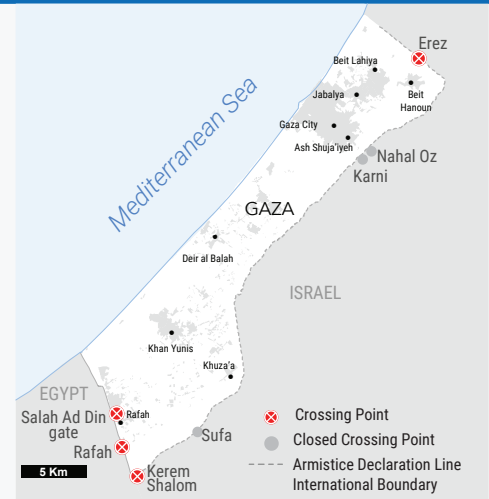 Erez
Beit Lahiya
Jabalya
Beit
Hanoun
Gaza City
Ash Shuja'iyeh
Nahal Oz
Karni
Mediterranean Sea
GAZA
Deir al Balah
ISRAEL
Khan Yunis
Khuza'a
EGYPT
Salah Ad Din
gate
Rafah
Sufa
Rafah
Kerem
Shalom
5 Km
Crossing Point
Closed Crossing Point
Armistice Declaration Line
International Boundary